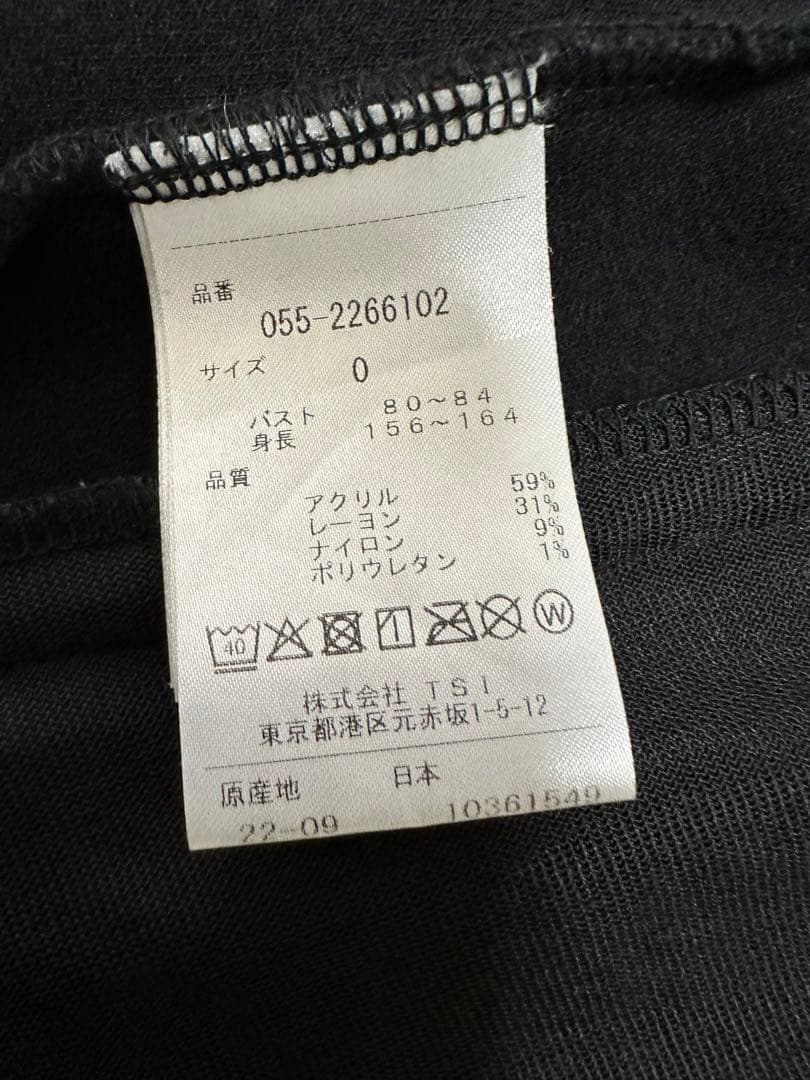 品番
055-2266102
サイズ 0
バスト 80～84
身長 156～164
品質
アクリル 59%
レーヨン 31%
ナイロン 9%
ポリウレタン 1%
40 W
株式会社 TSI
東京都港区元赤坂1-5-12
原産地 日本
22-09 10361549